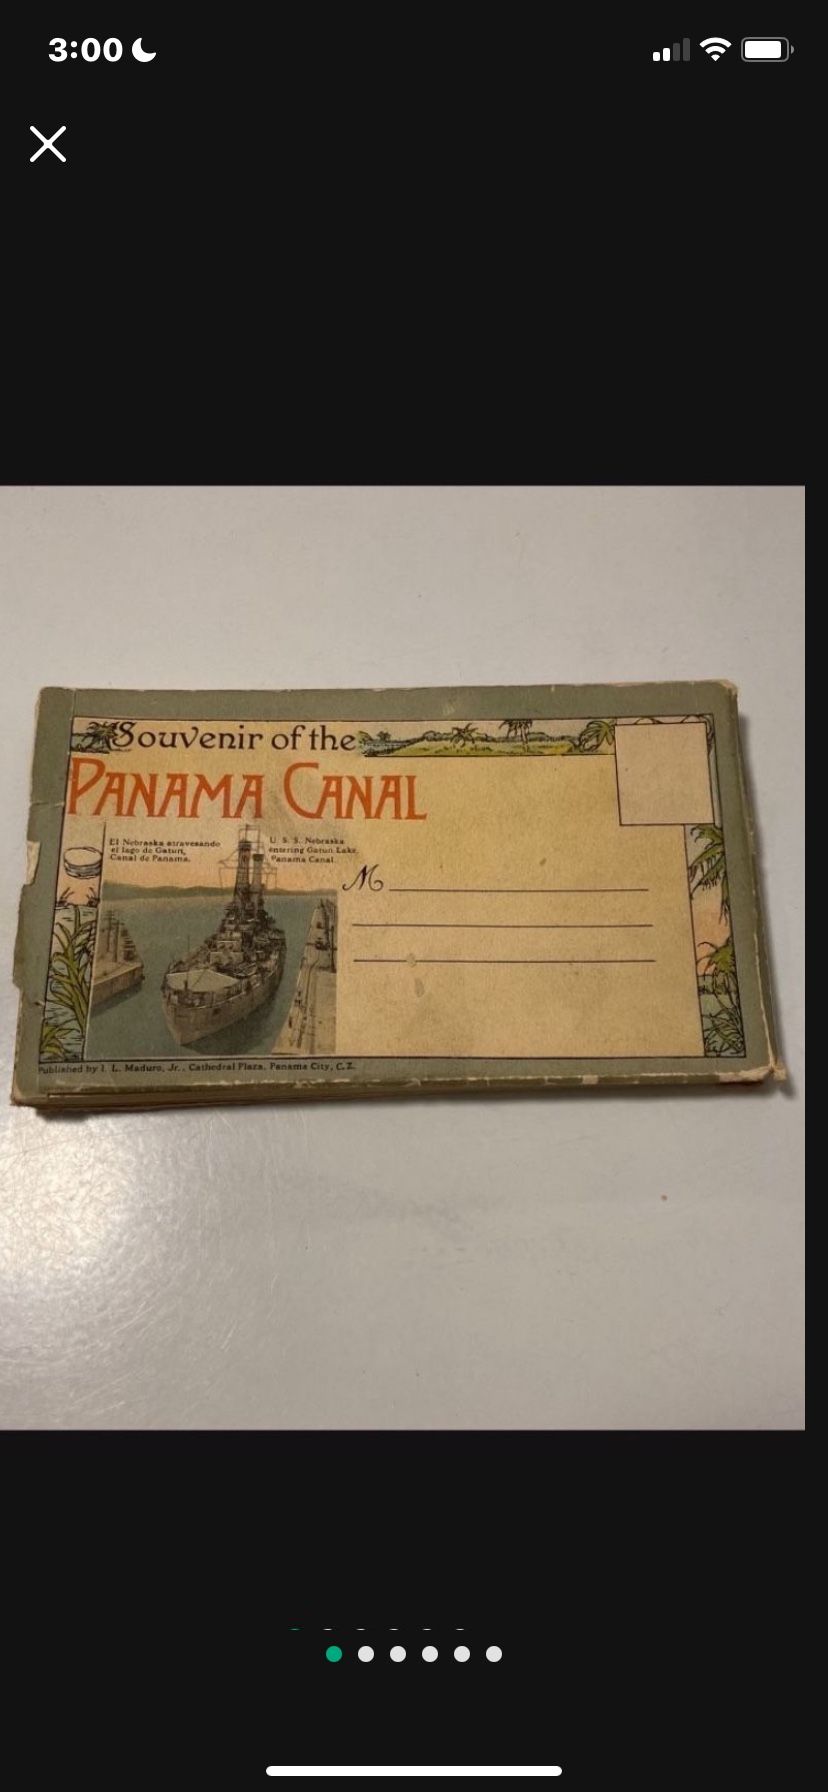 3:00
Souvenir of the
PANAMA CANAL
El Nebraska atravesando
el lago de Gatun,
Canal de Panama.
U. S. S. Nebraska
entering Gatun Lake,
Panama Canal.
M
Published by I. L. Maduro, Jr., Cathedral Plaza, Panama City, C. Z.